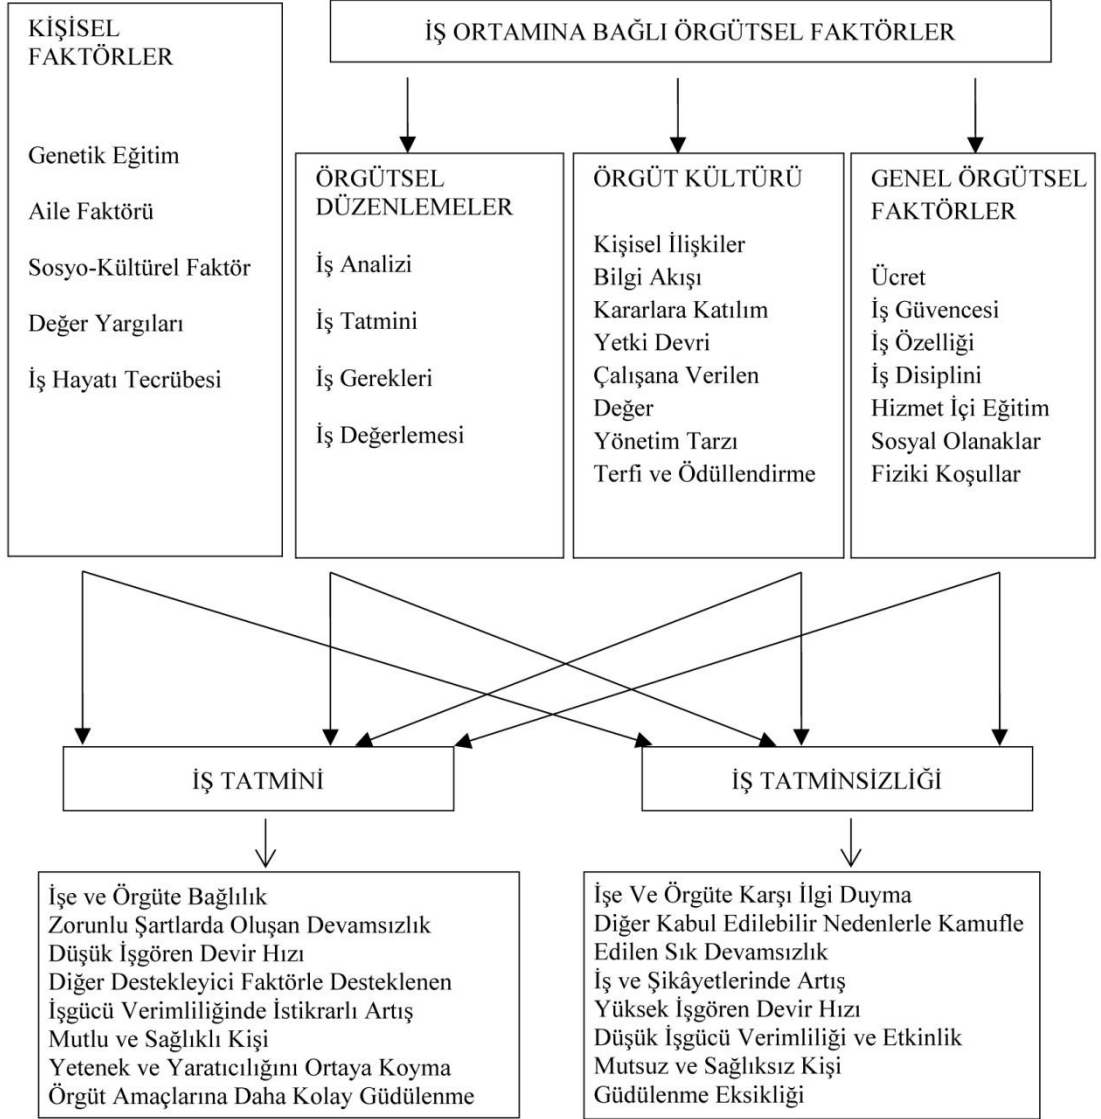 KİŞİSEL
FAKTÖRLER
Genetik Eğitim
Aile Faktörü
Sosyo-Kültürel Faktör
Değer Yargıları
İş Hayatı Tecrübesi
İŞ ORTAMINA BAĞLI ÖRGÜTSEL FAKTÖRLER
ÖRGÜTSEL
DÜZENLEMELER
İş Analizi
İş Tatmini
İş Gerekleri
İş Değerlemesi
ÖRGÜT KÜLTÜRÜ
Kişisel İlişkiler
Bilgi Akışı
Kararlara Katılım
Yetki Devri
Çalışana Verilen
Değer
Yönetim Tarzı
Terfi ve Ödüllendirme
GENEL ÖRGÜTSEL
FAKTÖRLER
Ücret
İş Güvencesi
İş Özelliği
İş Disiplini
Hizmet İçi Eğitim
Sosyal Olanaklar
Fiziki Koşullar
İŞ TATMİNİ
İŞ TATMİNSİZLİĞİ
İşe ve Örgüte Bağlılık
Zorunlu Şartlarda Oluşan Devamsızlık
Düşük İşgören Devir Hızı
Diğer Destekleyici Faktörle Desteklenen
İşgücü Verimliliğinde İstikrarlı Artış
Mutlu ve Sağlıklı Kişi
Yetenek ve Yaratıcılığını Ortaya Koyma
Örgüt Amaçlarına Daha Kolay Güdülenme
İşe Ve Örgüte Karşı İlgi Duyma
Diğer Kabul Edilebilir Nedenlerle Kamufle
Edilen Sık Devamsızlık
İş ve Şikâyetlerinde Artış
Yüksek İşgören Devir Hızı
Düşük İşgücü Verimliliği ve Etkinlik
Mutsuz ve Sağlıksız Kişi
Güdülenme Eksikliği